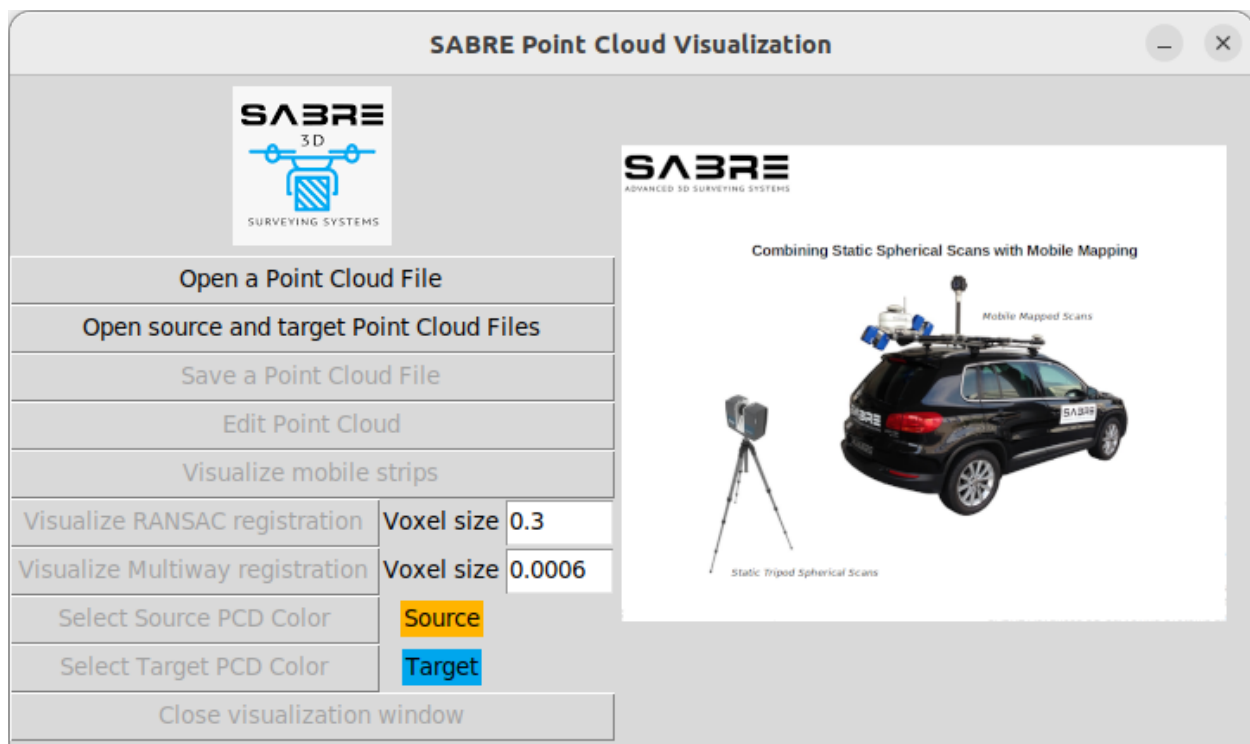 SABRE Point Cloud Visualization
SABRE
3D
SURVEYING SYSTEMS
Open a Point Cloud File
Open source and target Point Cloud Files
Save a Point Cloud File
Edit Point Cloud
Visualize mobile strips
Visualize RANSAC registration Voxel size 0.3
Visualize Multiway registration Voxel size 0.0006
Select Source PCD Color Source
Select Target PCD Color Target
Close visualization window
SABRE
ADVANCED 3D SURVEYING SYSTEMS
Combining Static Spherical Scans with Mobile Mapping
Mobile Mapped Scans
SABRE
SABRE
Static Tripod Spherical Scans